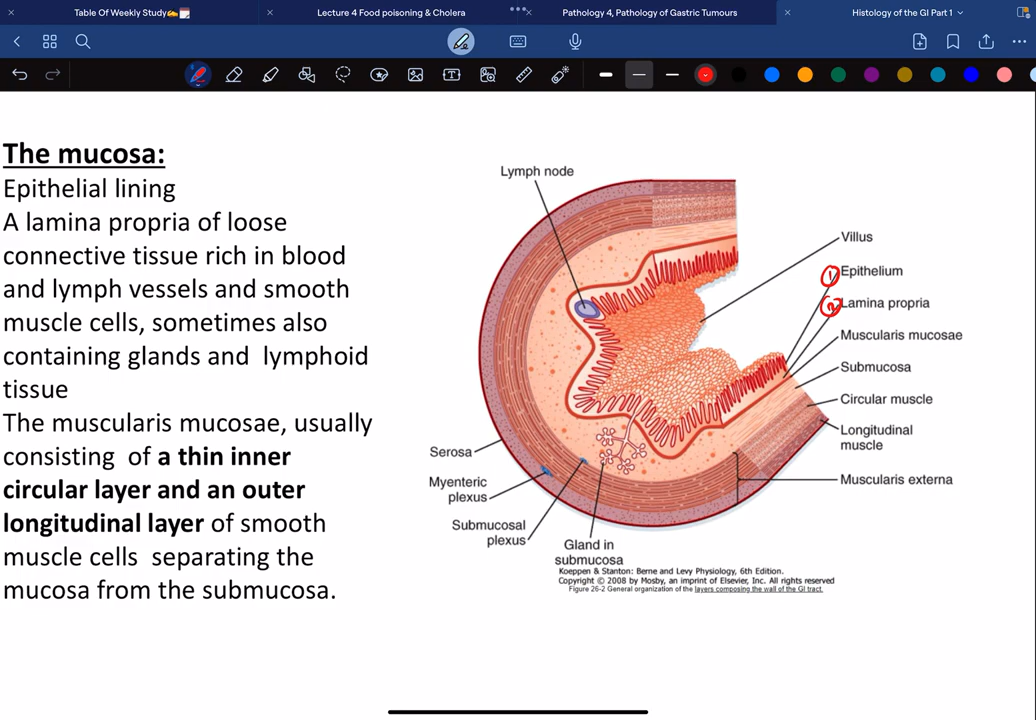 Table Of Weekly Study✍️🗓️
Lecture 4 Food poisoning & Cholera
Pathology 4, Pathology of Gastric Tumours
Histology of the GI Part 1
The mucosa:
Epithelial lining
A lamina propria of loose
connective tissue rich in blood
and lymph vessels and smooth
muscle cells, sometimes also
containing glands and lymphoid
tissue
The muscularis mucosae, usually
consisting of a thin inner
circular layer and an outer
longitudinal layer of smooth
muscle cells separating the
mucosa from the submucosa.
Lymph node
Villus
1 Epithelium
2 Lamina propria
Muscularis mucosae
Submucosa
Circular muscle
Longitudinal
muscle
Muscularis externa
Serosa
Myenteric
plexus
Submucosal
plexus
Gland in
submucosa
Koeppen & Stanton: Berne and Levy Physiology, 6th Edition.
Copyright © 2008 by Mosby, an imprint of Elsevier, Inc. All rights reserved
Figure 26-2 General organization of the layers composing the wall of the GI tract.